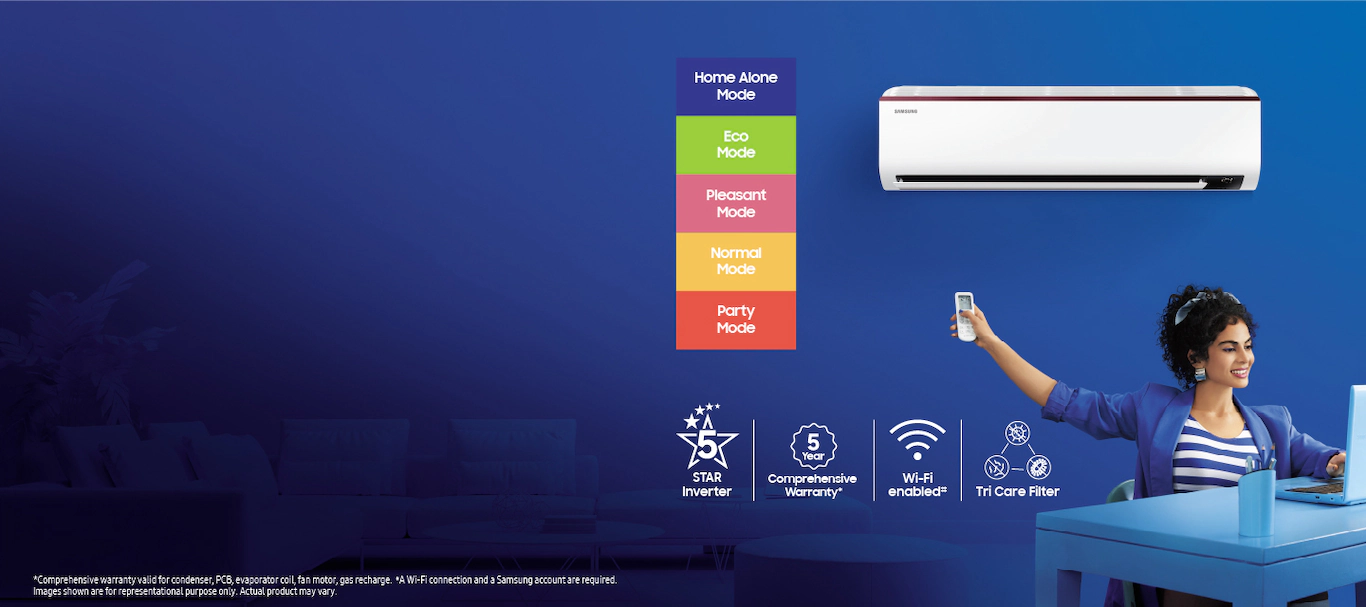 Home Alone
Mode
Eco
Mode
Pleasant
Mode
Normal
Mode
Party
Mode
SAMSUNG
5
STAR
Inverter
5
Year
Comprehensive
Warranty*
Wi-Fi
enabled**
Tri Care Filter
*Comprehensive warranty valid for condenser, PCB, evaporator coil, fan motor, gas recharge. *A Wi-Fi connection and a Samsung account are required.
Images shown are for representational purpose only. Actual product may vary.